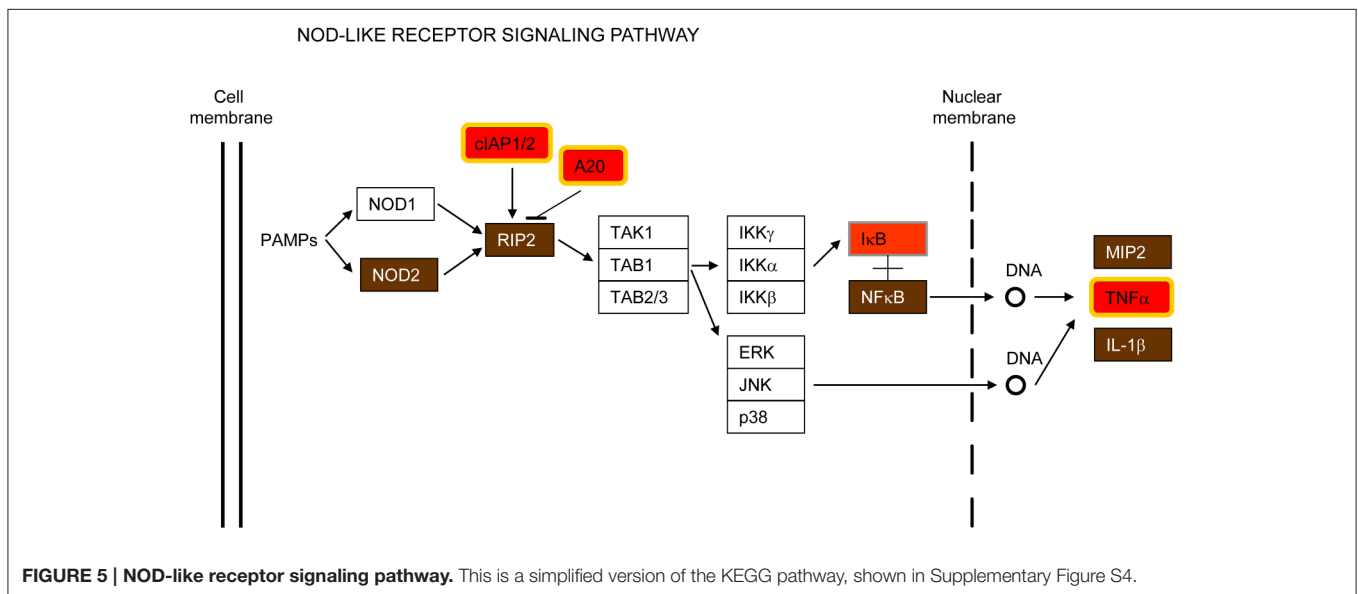 NOD-LIKE RECEPTOR SIGNALING PATHWAY
Cell
membrane
Nuclear
membrane
cIAP1/2
A20
NOD1
PAMPs
RIP2
NOD2
TAK1
TAB1
TAB2/3
IKKγ
IKKα
IKKβ
IκB
NFκB
ERK
JNK
p38
DNA
DNA
MIP2
TNFα
IL-1β
FIGURE 5 | NOD-like receptor signaling pathway. This is a simplified version of the KEGG pathway, shown in Supplementary Figure S4.